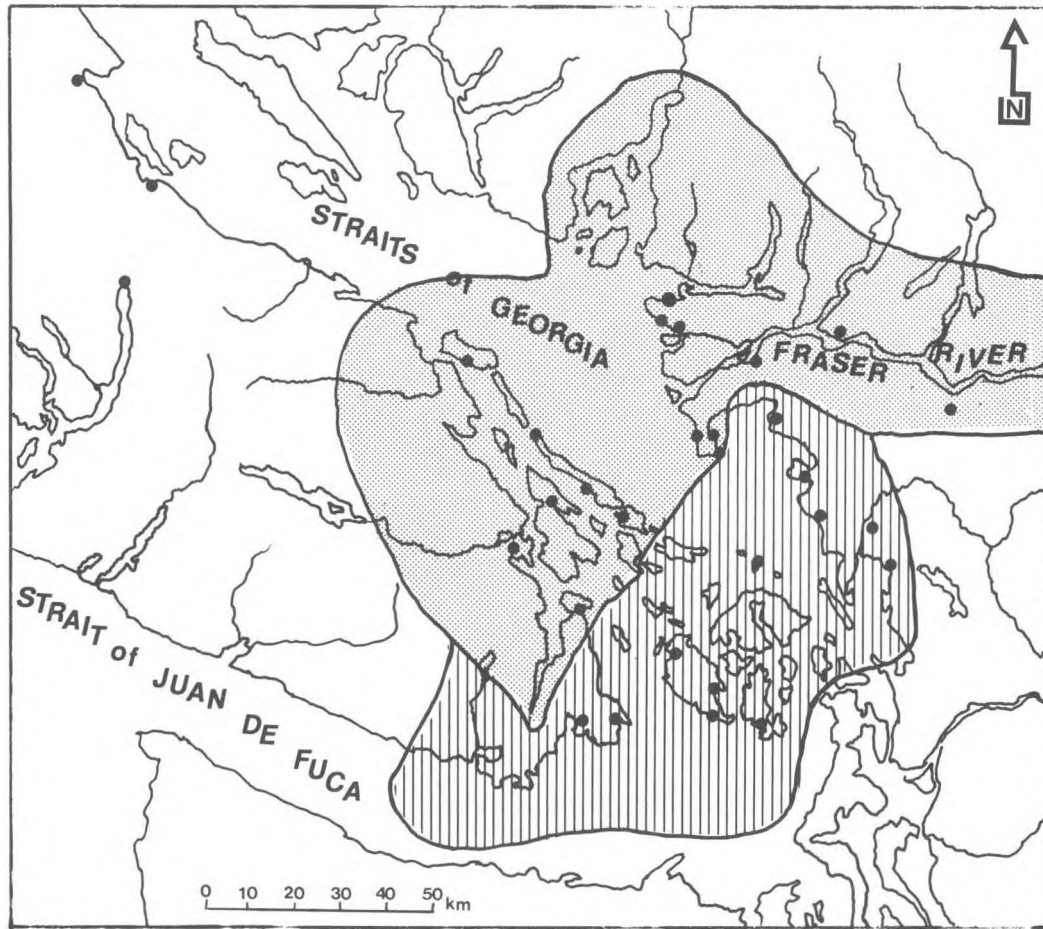 N
STRAITS
of GEORGIA
FRASER RIVER
STRAIT of JUAN DE FUCA
0 10 20 30 40 50 km